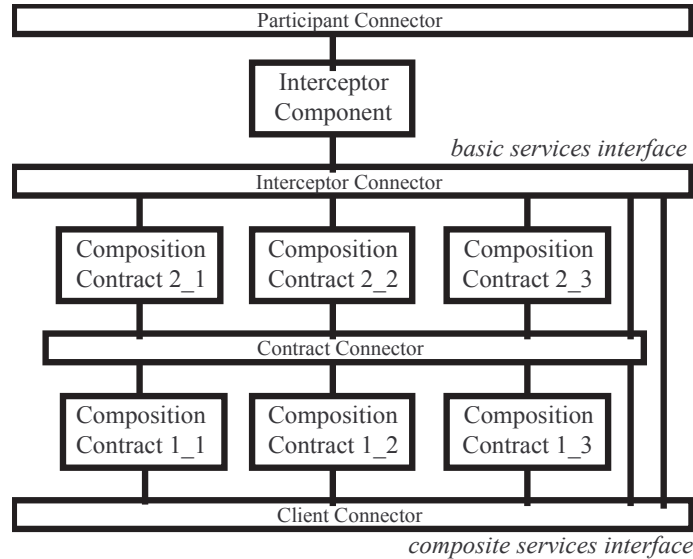 Participant Connector
Interceptor
Component
basic services interface
Interceptor Connector
Composition
Contract 2_1
Composition
Contract 2_2
Composition
Contract 2_3
Contract Connector
Composition
Contract 1_1
Composition
Contract 1_2
Composition
Contract 1_3
Client Connector
composite services interface